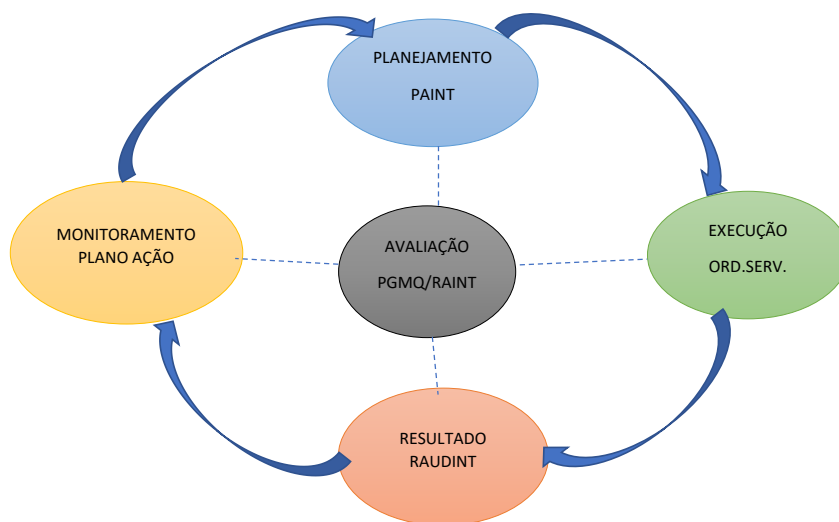 PLANEJAMENTO
PAINT
EXECUÇÃO
ORD.SERV.
MONITORAMENTO
PLANO AÇÃO
AVALIAÇÃO
PGMQ/RAINT
RESULTADO
RAUDINT